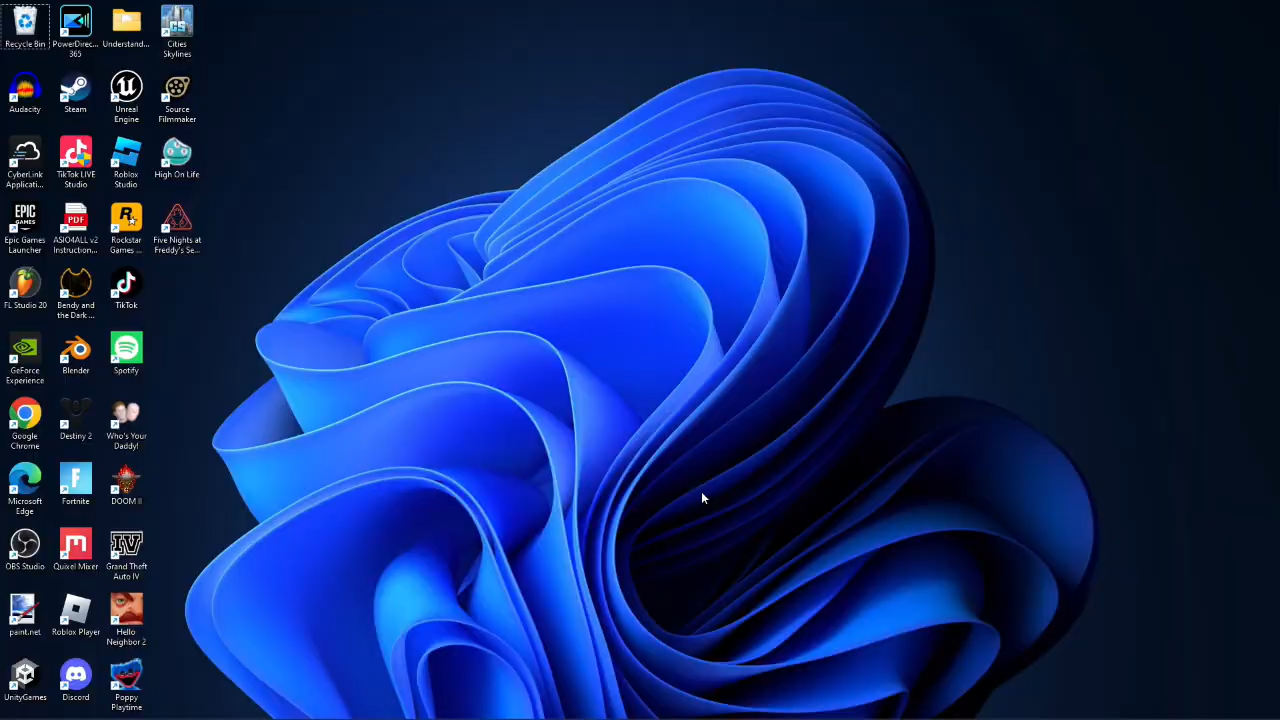 Recycle Bin
PowerDirec...
365
Understand...
Cities
Skylines
Audacity
Steam
Unreal
Engine
Source
Filmmaker
CyberLink
Applicati...
TikTok LIVE
Studio
Roblox
Studio
High On Life
EPIC
GAMES
Epic Games
Launcher
PDF
ASIO4ALL v2
Instruction...
R
Rockstar
Games ...
Five Nights at
Freddy's Se...
FL Studio 20
Bendy and
the Dark ...
TikTok
GeForce
Experience
Blender
Spotify
Google
Chrome
Destiny 2
Who's Your
Daddy!
Microsoft
Edge
F
Fortnite
DOOM II
OBS Studio
Quixel Mixer
IV
Grand Theft
Auto IV
paint.net
Roblox Player
Hello
Neighbor 2
UnityGames
Discord
Poppy
Playtime